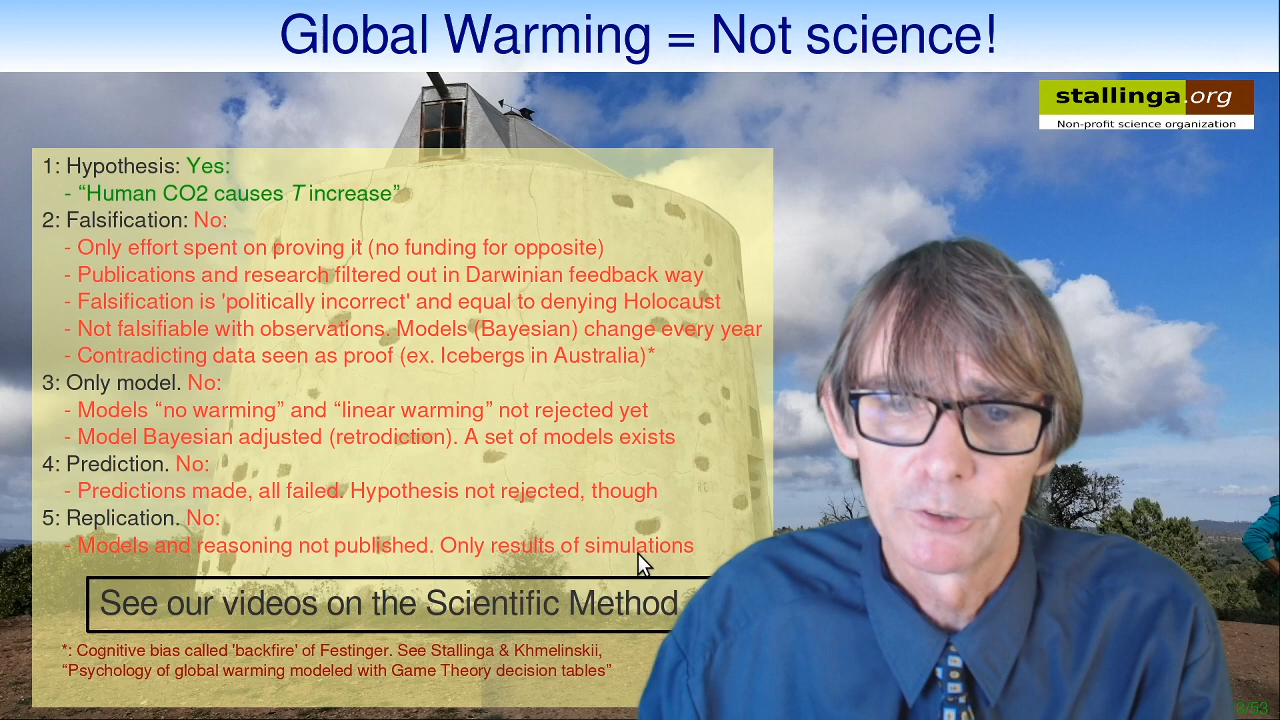 Global Warming = Not science!
stallinga.org
Non-profit science organization
1: Hypothesis: Yes:
- “Human CO2 causes T increase”
2: Falsification: No:
- Only effort spent on proving it (no funding for opposite)
- Publications and research filtered out in Darwinian feedback way
- Falsification is 'politically incorrect' and equal to denying Holocaust
- Not falsifiable with observations. Models (Bayesian) change every year
- Contradicting data seen as proof (ex. Icebergs in Australia)*
3: Only model. No:
- Models “no warming” and “linear warming” not rejected yet
- Model Bayesian adjusted (retrodiction). A set of models exists
4: Prediction. No:
- Predictions made, all failed. Hypothesis not rejected, though
5: Replication. No:
- Models and reasoning not published. Only results of simulations
See our videos on the Scientific Method
*: Cognitive bias called 'backfire' of Festinger. See Stallinga & Khmelinskii,
“Psychology of global warming modeled with Game Theory decision tables”
/53